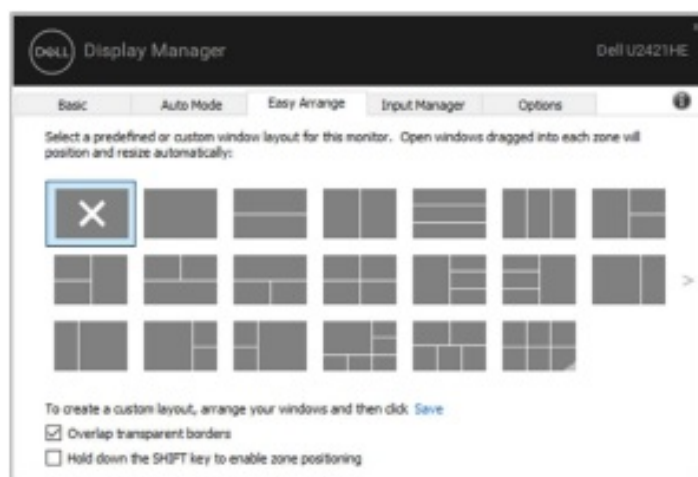 DELL Display Manager Dell U2421HE
Basic Auto Mode Easy Arrange Input Manager Options
Select a predefined or custom window layout for this monitor. Open windows dragged into each zone will
position and resize automatically:
To create a custom layout, arrange your windows and then click Save
Overlap transparent borders
Hold down the SHIFT key to enable zone positioning